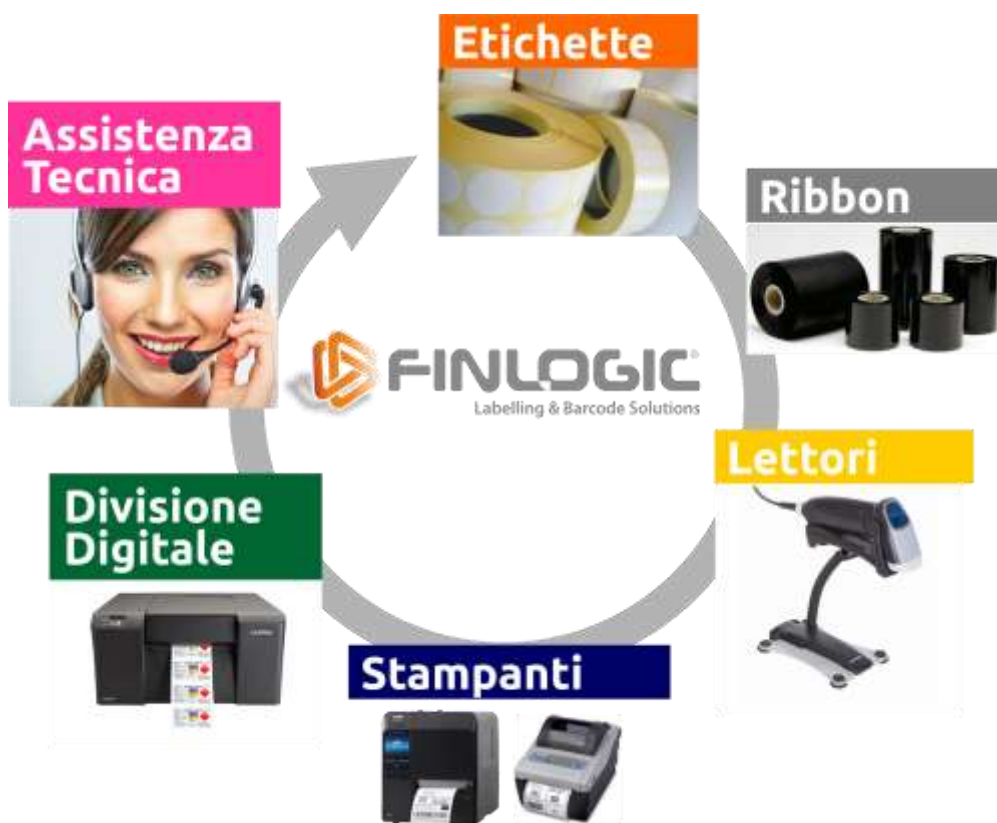 Etichette
Assistenza
Tecnica
Ribbon
FINLOGIC®
Labelling & Barcode Solutions
Lettori
Divisione
Digitale
Stampanti